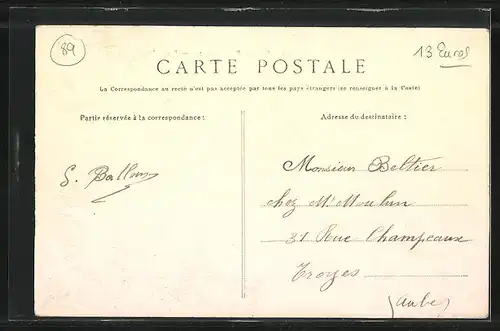 89
13 Euros
CARTE POSTALE
La Correspondance au recto n'est pas acceptée par tous les pays étrangers (se renseigner à la Poste)
Partie réservée à la correspondance :
Adresse du destinataire :
Monsieur Beltier
chez Mr Moulin
31 Rue Champeaux
Troyes
(Aube)